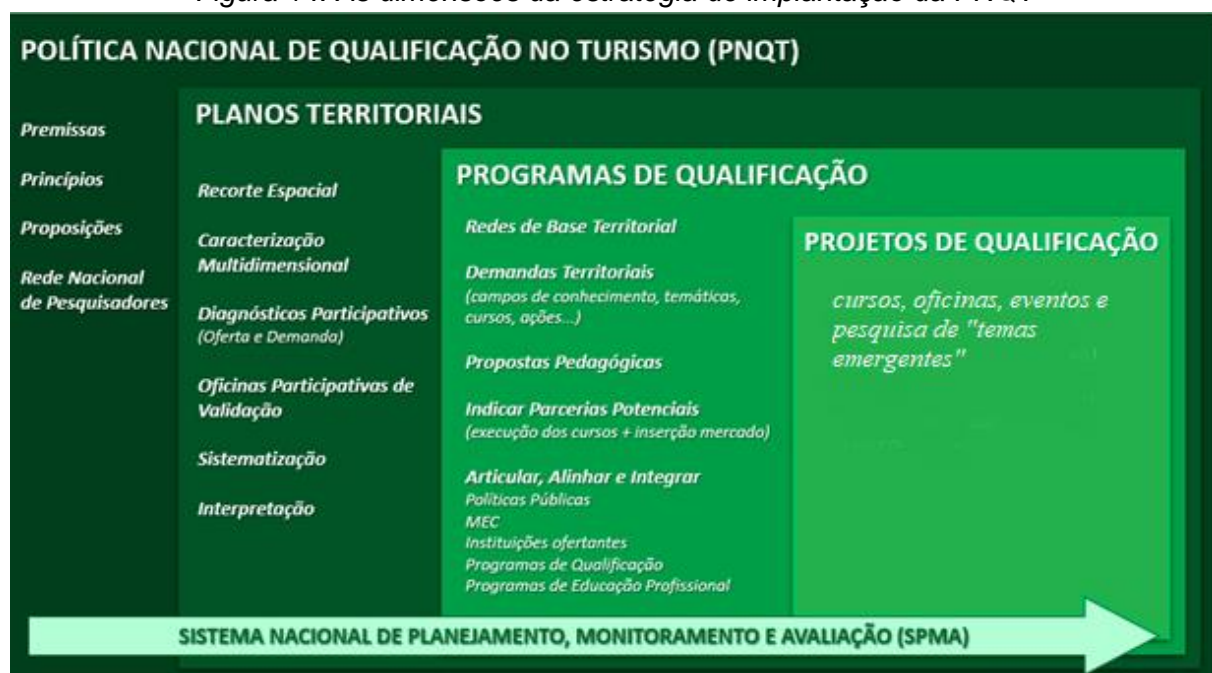 POLÍTICA NACIONAL DE QUALIFICAÇÃO NO TURISMO (PNQT)
Premissas
Princípios
Proposições
Rede Nacional
de Pesquisadores
PLANOS TERRITORIAIS
Recorte Espacial
Caracterização
Multidimensional
Diagnósticos Participativos
(Oferta e Demanda)
Oficinas Participativas de
Validação
Sistematização
Interpretação
PROGRAMAS DE QUALIFICAÇÃO
Redes de Base Territorial
Demandas Territoriais
(campos de conhecimento, temáticas,
cursos, ações...)
Propostas Pedagógicas
Indicar Parcerias Potenciais
(execução dos cursos + inserção mercado)
Articular, Alinhar e Integrar
Políticas Públicas
MEC
Instituições ofertantes
Programas de Qualificação
Programas de Educação Profissional
PROJETOS DE QUALIFICAÇÃO
cursos, oficinas, eventos e
pesquisa de "temas
emergentes"
SISTEMA NACIONAL DE PLANEJAMENTO, MONITORAMENTO E AVALIAÇÃO (SPMA)